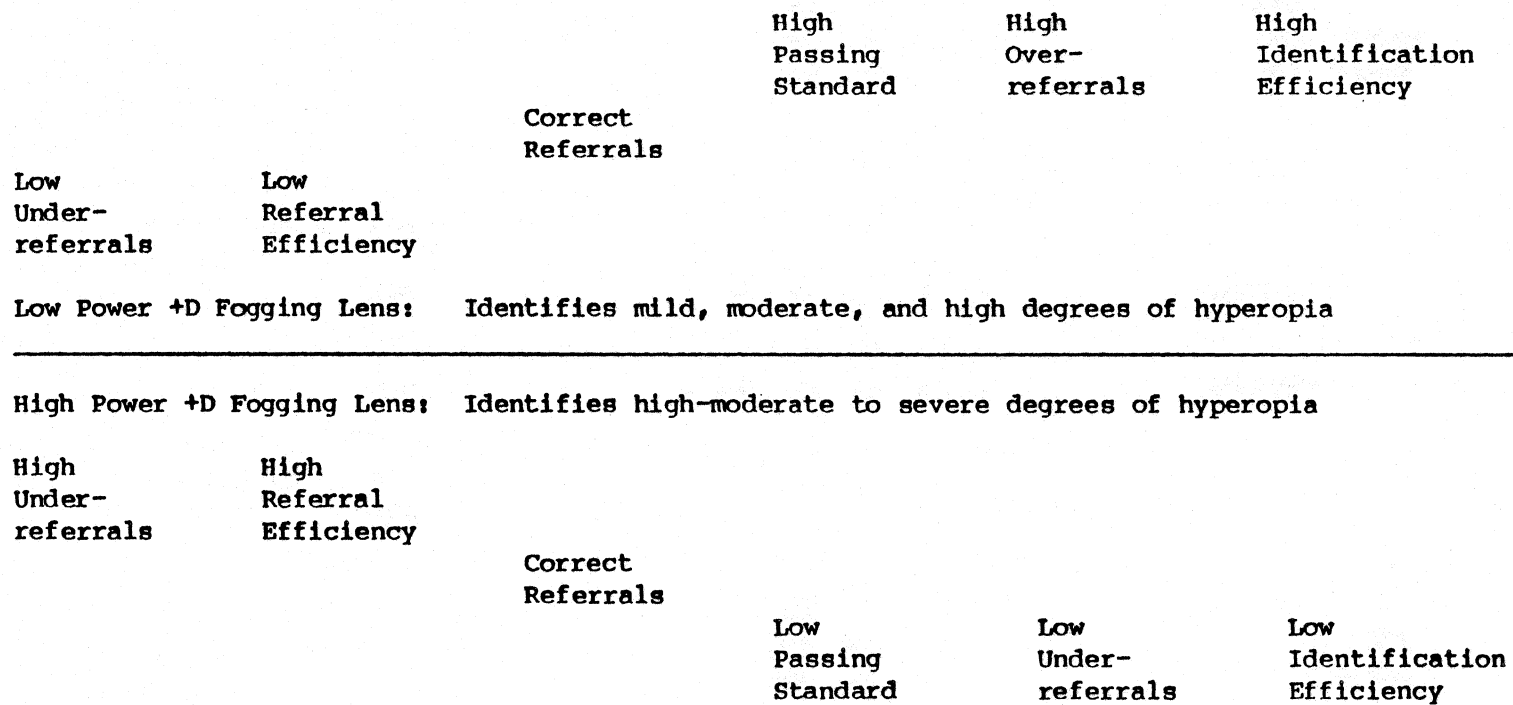 High High High
Passing Over- Identification
Standard referrals Efficiency
Correct
Referrals
Low Low
Under- Referral
referrals Efficiency
Low Power +D Fogging Lens: Identifies mild, moderate, and high degrees of hyperopia
High Power +D Fogging Lens: Identifies high-moderate to severe degrees of hyperopia
High High
Under- Referral
referrals Efficiency
Correct
Referrals
Low Low Low
Passing Under- Identification
Standard referrals Efficiency